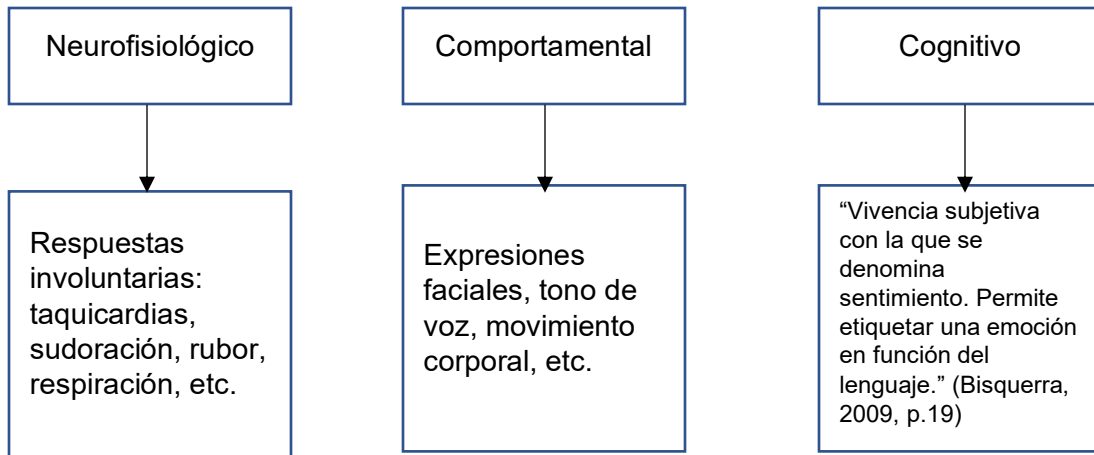 Neurofisiológico
Comportamental
Cognitivo
Respuestas
involuntarias:
taquicardias,
sudoración, rubor,
respiración, etc.
Expresiones
faciales, tono de
voz, movimiento
corporal, etc.
“Vivencia subjetiva
con la que se
denomina
sentimiento. Permite
etiquetar una emoción
en función del
lenguaje.” (Bisquerra,
2009, p.19)